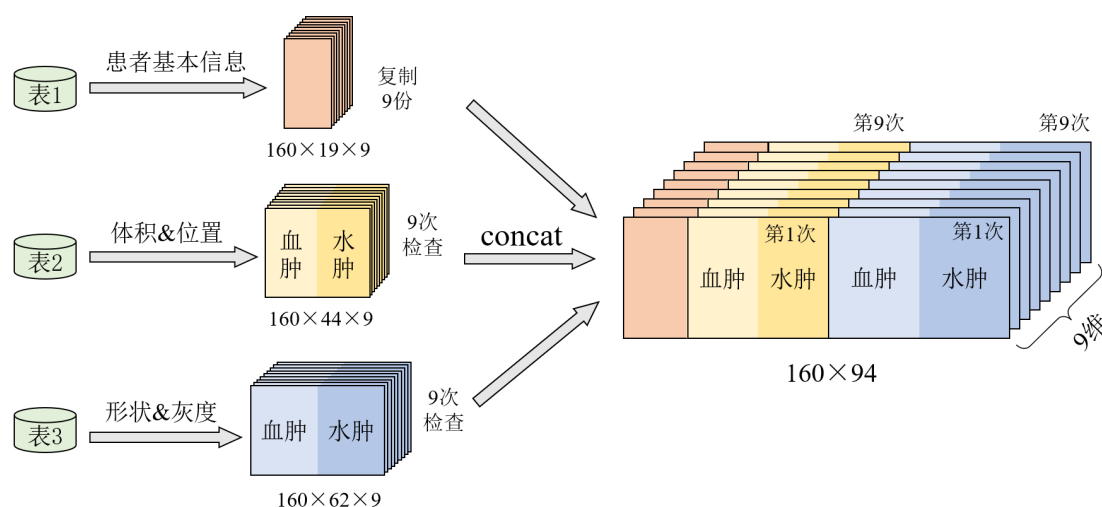 表1
患者基本信息
复制
9份
160×19×9
表2
体积&位置
血
肿
水
肿
9次
检查
160×44×9
表3
形状&灰度
血肿
水肿
9次
检查
160×62×9
concat
第9次
第9次
第1次
第1次
血肿
水肿
血肿
水肿
9维
160×94